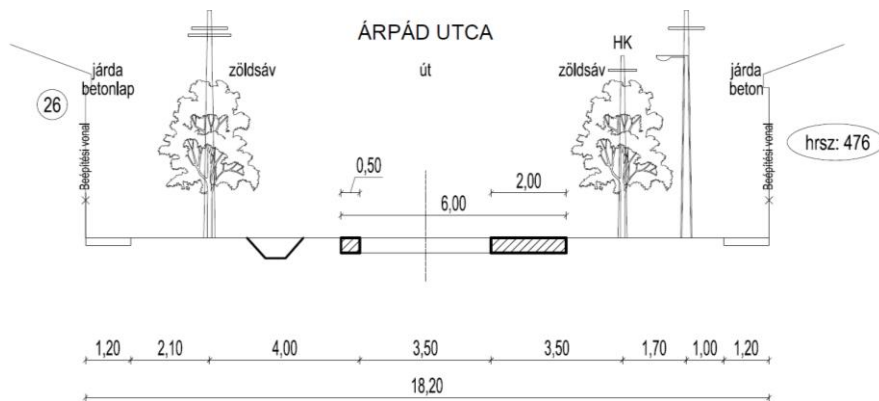 ÁRPÁD UTCA
HK
járda
betonlap
zöldsáv
út
zöldsáv
járda
beton
26
hrsz: 476
Beépítési vonal
Beépítési vonal
0,50
2,00
6,00
1,20
2,10
4,00
3,50
3,50
1,70
1,00
1,20
18,20